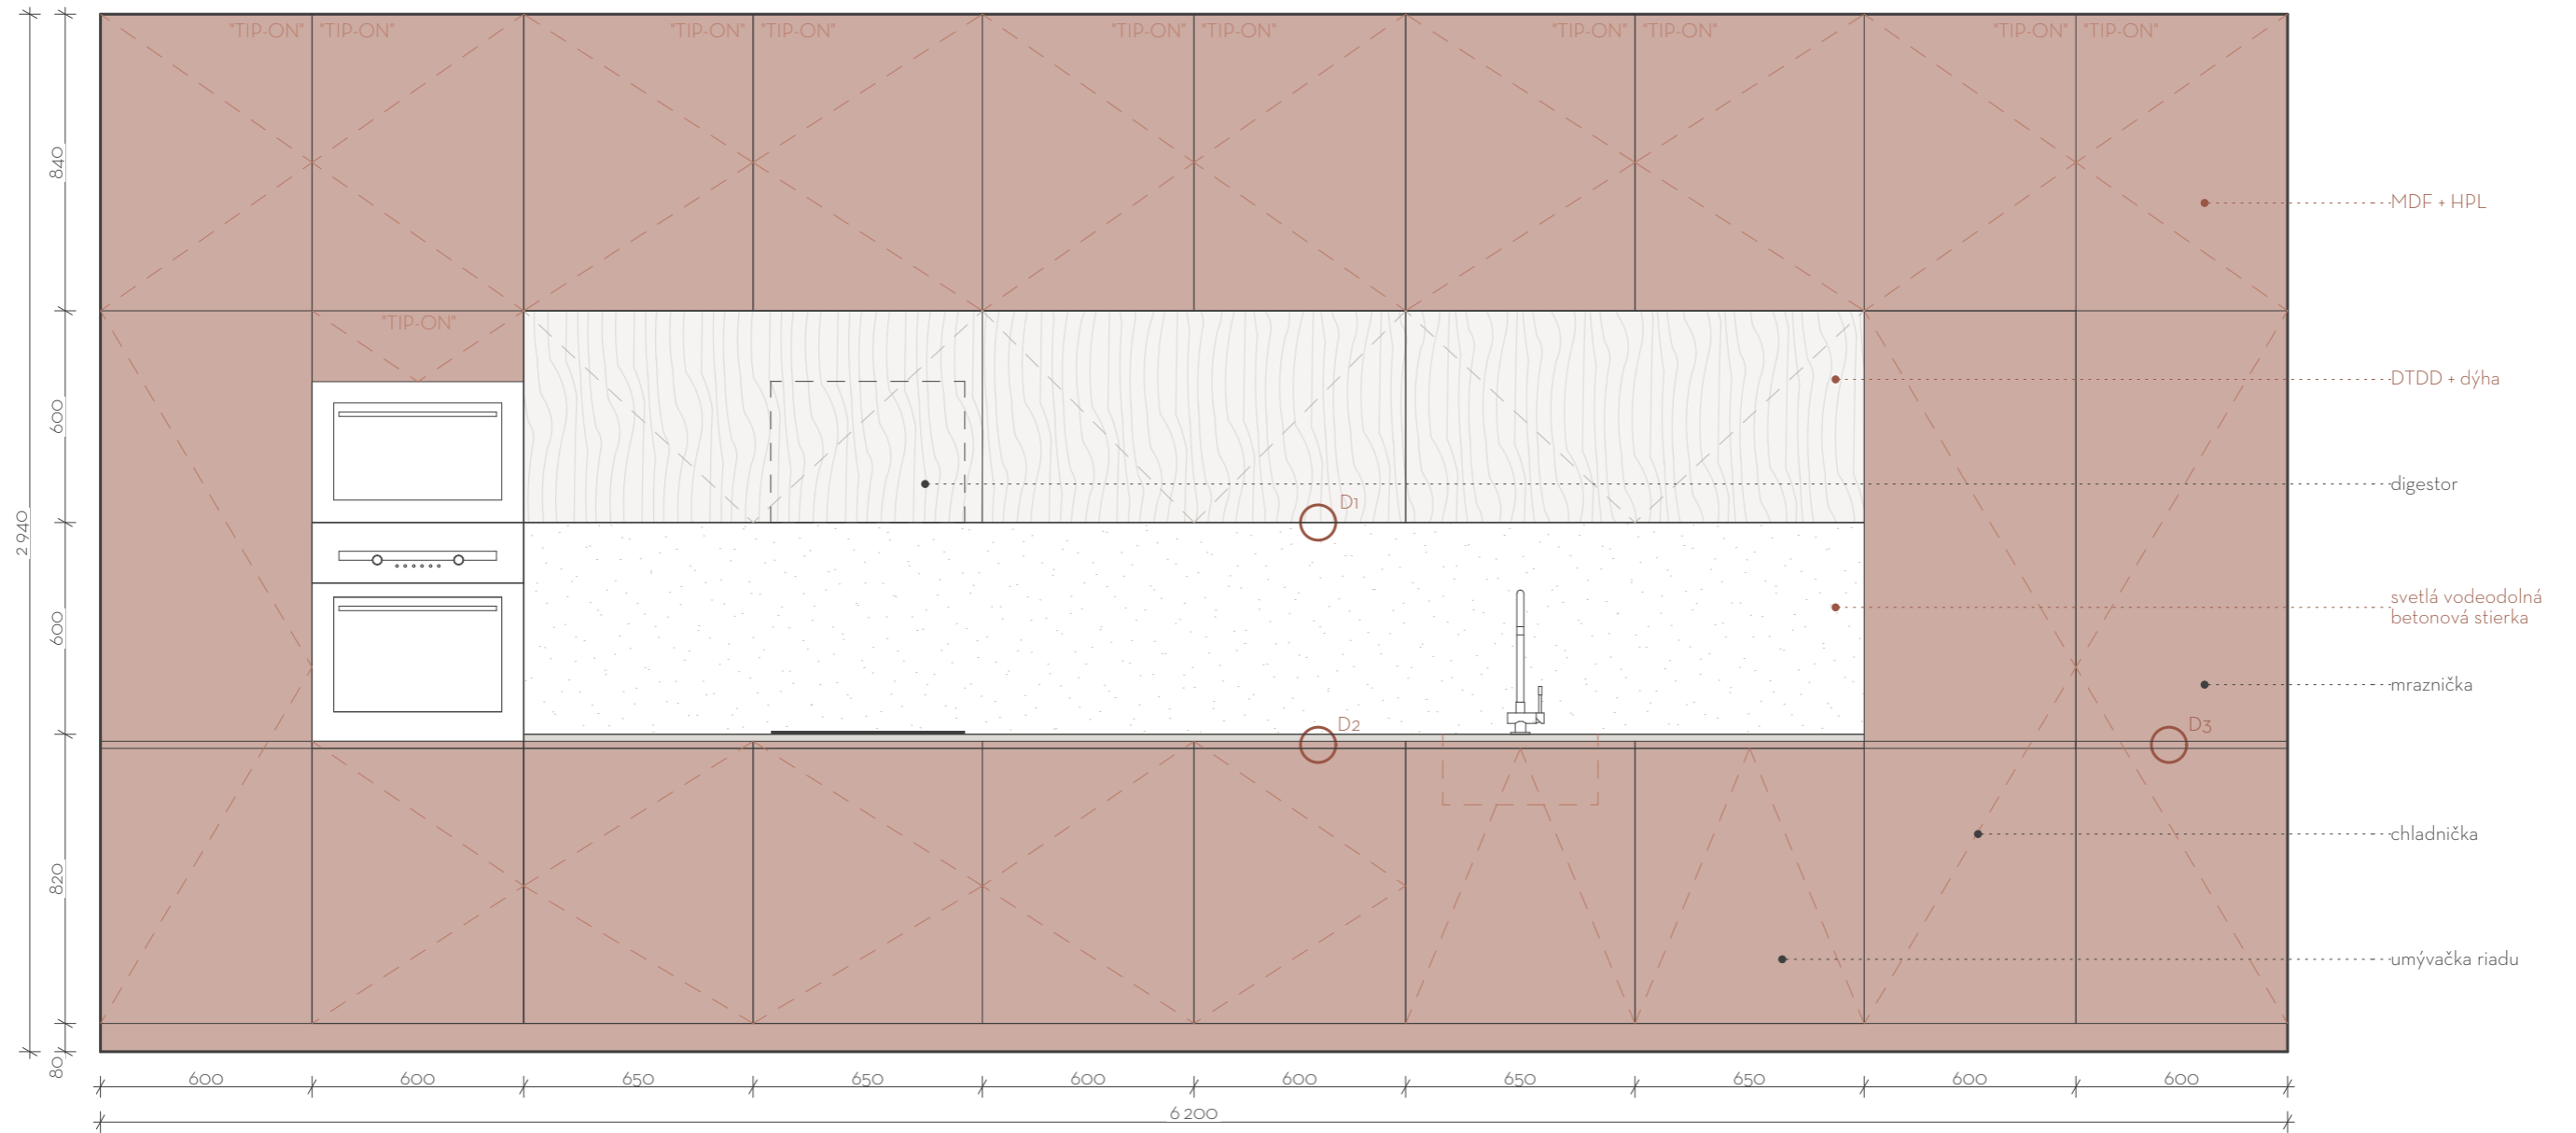 "TIP-ON" "TIP-ON" "TIP-ON" "TIP-ON" "TIP-ON" "TIP-ON" "TIP-ON" "TIP-ON" "TIP-ON" "TIP-ON"
840
MDF + HPL
"TIP-ON"
DTDD + dýha
600
digestor
D1
2 940
svetlá vodeodolná
betonová stierka
600
mraznička
D2
D3
chladnička
820
umývačka riadu
80
600 600 650 650 600 600 650 650 600 600
6 200